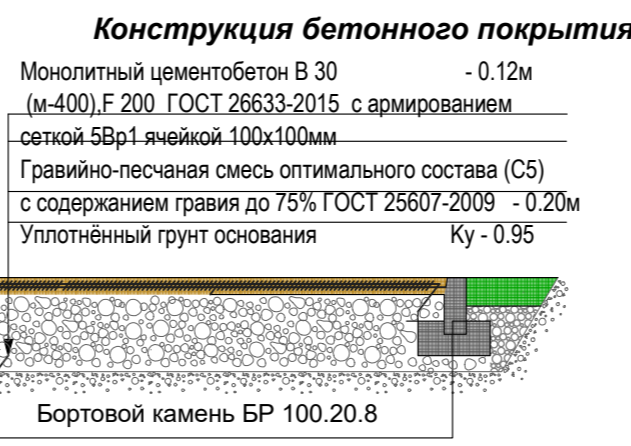 Конструкция бетонного покрытия
Монолитный цементобетон В 30 - 0.12м
(м-400),F 200 ГОСТ 26633-2015 с армированием
сеткой 5Вр1 ячейкой 100х100мм
Гравийно-песчаная смесь оптимального состава (С5)
с содержанием гравия до 75% ГОСТ 25607-2009 - 0.20м
Уплотнённый грунт основания Ку - 0.95
Бортовой камень БР 100.20.8